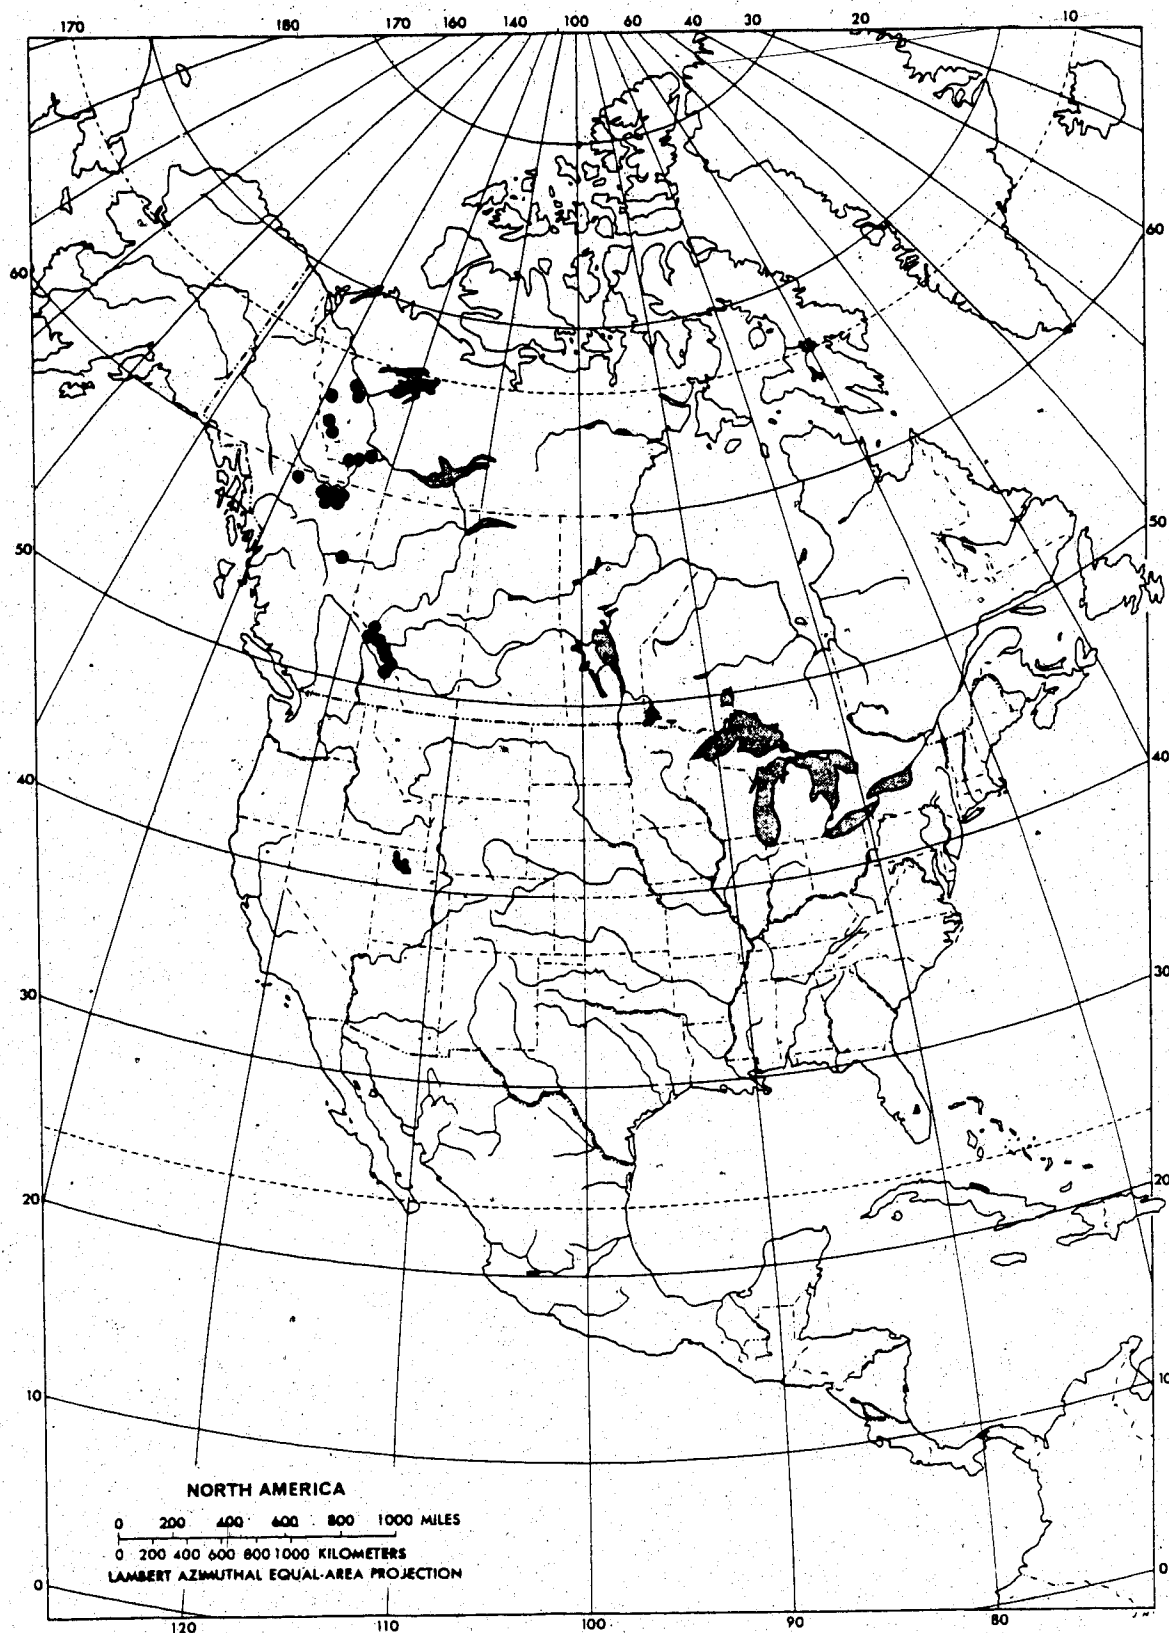 170 180 170 160 140 100 60 40 30 20 10
60 60
50 50
40 40
30 30
20 20
10 10
NORTH AMERICA
0 200 400 600 800 1000 MILES
0 200 400 600 800 1000 KILOMETERS
LAMBERT AZIMUTHAL EQUAL-AREA PROJECTION
0 0
120 110 100 90 80